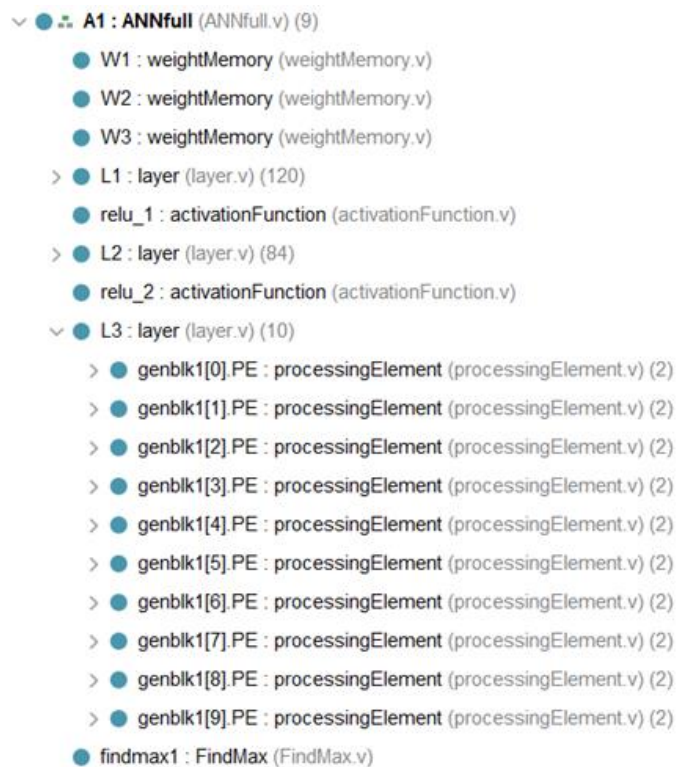 A1 : ANNfull (ANNfull.v) (9)
W1 : weightMemory (weightMemory.v)
W2 : weightMemory (weightMemory.v)
W3 : weightMemory (weightMemory.v)
L1 : layer (layer.v) (120)
relu_1 : activationFunction (activationFunction.v)
L2 : layer (layer.v) (84)
relu_2 : activationFunction (activationFunction.v)
L3 : layer (layer.v) (10)
genblk1[0].PE : processingElement (processingElement.v) (2)
genblk1[1].PE : processingElement (processingElement.v) (2)
genblk1[2].PE : processingElement (processingElement.v) (2)
genblk1[3].PE : processingElement (processingElement.v) (2)
genblk1[4].PE : processingElement (processingElement.v) (2)
genblk1[5].PE : processingElement (processingElement.v) (2)
genblk1[6].PE : processingElement (processingElement.v) (2)
genblk1[7].PE : processingElement (processingElement.v) (2)
genblk1[8].PE : processingElement (processingElement.v) (2)
genblk1[9].PE : processingElement (processingElement.v) (2)
findmax1 : FindMax (FindMax.v)